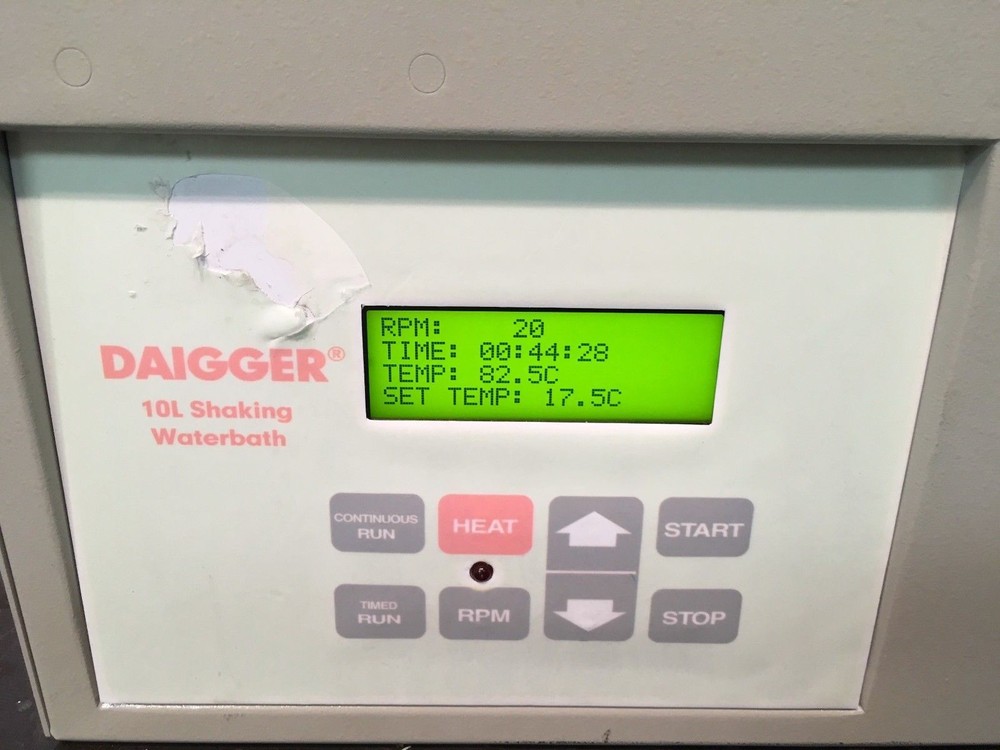 RPM: 20
TIME: 00:44:28
TEMP: 82.5C
SET TEMP: 17.5C
DAIGGER®
10L Shaking
Waterbath
CONTINUOUS
RUN
HEAT
START
TIMED
RUN
RPM
STOP